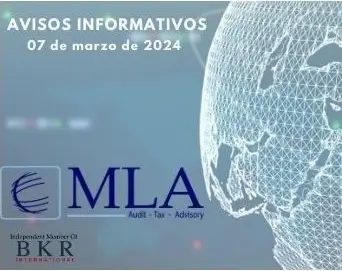 AVISOS INFORMATIVOS
07 de marzo de 2024
MLA
Audit - Tax - Advisory
Independent Member Of
BKR
INTERNATIONAL